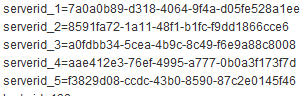 serverid_1=7a0a0b89-d318-4064-9f4a-d05fe528a1ee
serverid_2=8591fa72-1a11-48f1-b1fc-f9dd1866cce6
serverid_3=a0fdbb34-5cea-4b9c-8c49-f6e9a88c8008
serverid_4=aae412e3-76ef-4995-a777-0b0a3f173f7d
serverid_5=f3829d08-ccdc-43b0-8590-87c2e0145f46